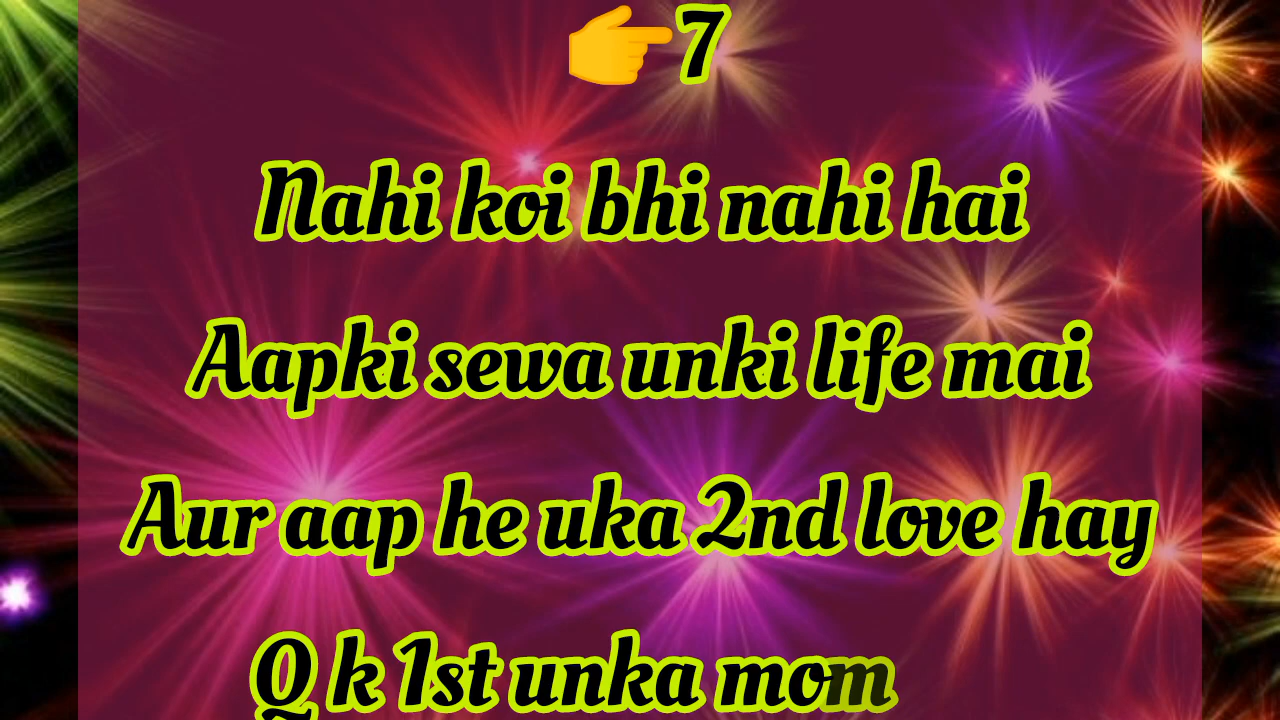 👉7
Nahi koi bhi nahi hai
Aapki sewa unki life mai
Aur aap he uka 2nd love hay
Q k 1st unka mom